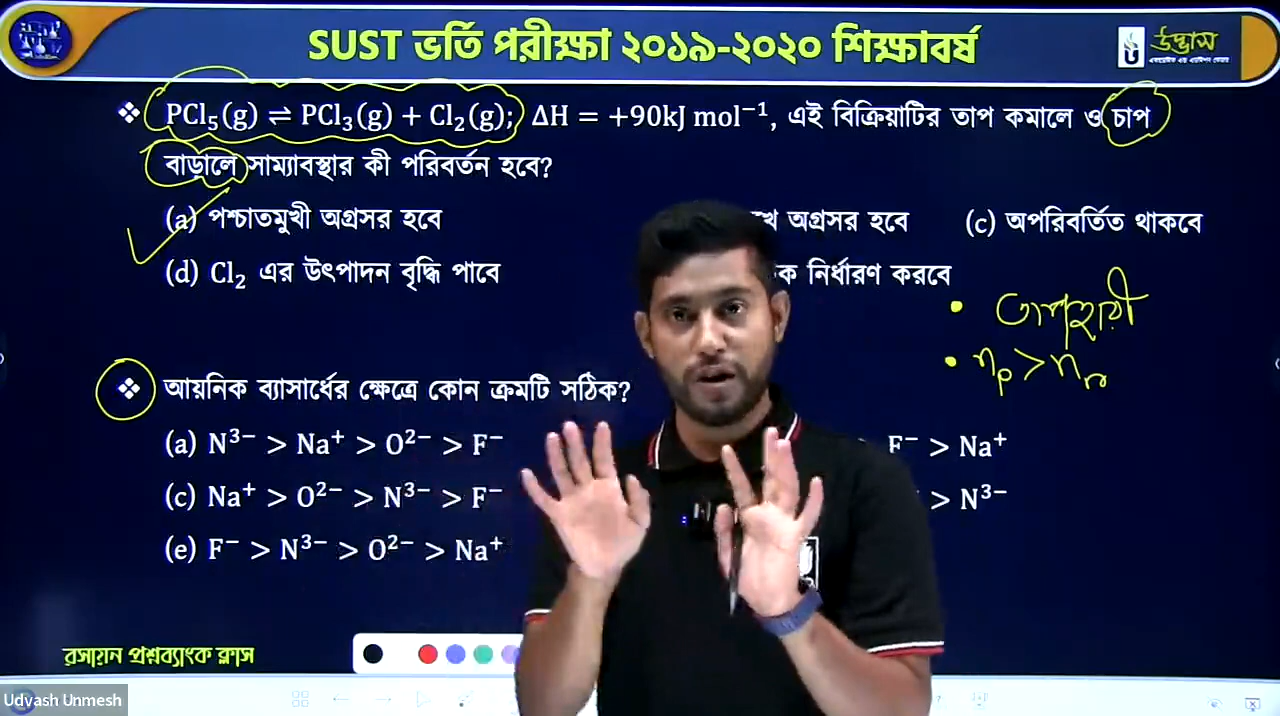 SUST ভর্তি পরীক্ষা ২০১৯-২০২০ শিক্ষাবর্ষ
উদ্ভাস
PCl₅(g) ⇌ PCl₃(g) + Cl₂(g); ΔH = +90kJ mol⁻¹, এই বিক্রিয়াটির তাপ কমালে ও চাপ
বাড়ালে সাম্যাবস্থার কী পরিবর্তন হবে?
(a) পশ্চাতমুখী অগ্রসর হবে অগ্রসর হবে (c) অপরিবর্তিত থাকবে
(d) Cl₂ এর উৎপাদন বৃদ্ধি পাবে নির্ধারণ করবে
• তাপহারী
• nₚ > nᵣ
আয়নিক ব্যাসার্ধের ক্ষেত্রে কোন ক্রমটি সঠিক?
(a) N³⁻ > Na⁺ > O²⁻ > F⁻ F⁻ > Na⁺
(c) Na⁺ > O²⁻ > N³⁻ > F⁻ > N³⁻
(e) F⁻ > N³⁻ > O²⁻ > Na⁺
রসায়ন প্রশ্নব্যাংক ক্লাস
Udvash Unmesh